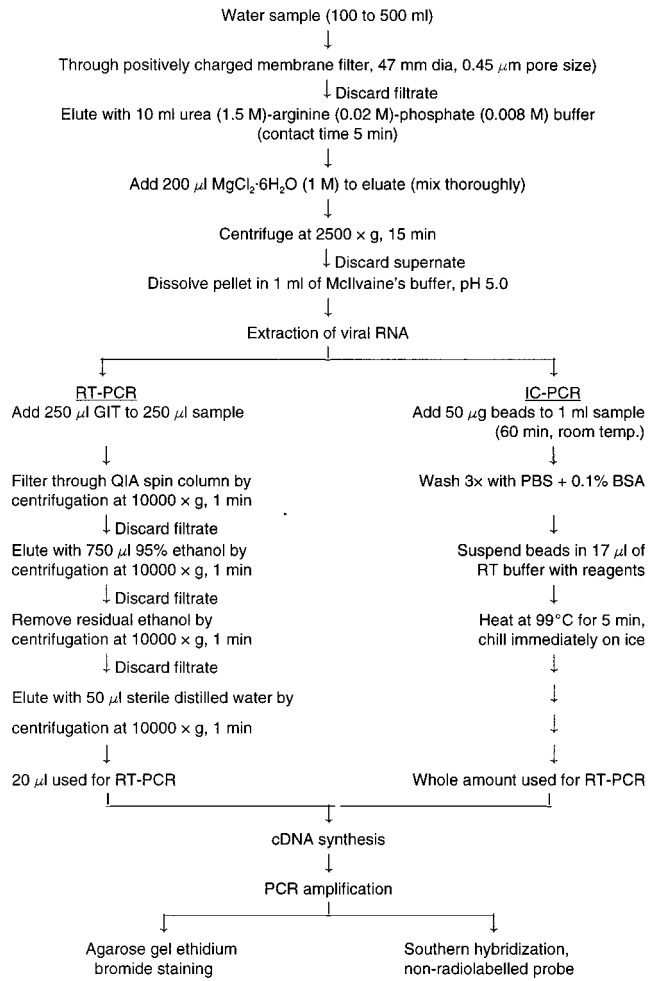 Water sample (100 to 500 ml)
Through positively charged membrane filter, 47 mm dia, 0.45 μm pore size)
Discard filtrate
Elute with 10 ml urea (1.5 M)-arginine (0.02 M)-phosphate (0.008 M) buffer
(contact time 5 min)
Add 200 μl MgCl₂·6H₂O (1 M) to eluate (mix thoroughly)
Centrifuge at 2500 × g, 15 min
Discard supernate
Dissolve pellet in 1 ml of McIlvaine's buffer, pH 5.0
Extraction of viral RNA
RT-PCR
Add 250 μl GIT to 250 μl sample
Filter through QIA spin column by
centrifugation at 10000 × g, 1 min
Discard filtrate
Elute with 750 μl 95% ethanol by
centrifugation at 10000 × g, 1 min
Discard filtrate
Remove residual ethanol by
centrifugation at 10000 × g, 1 min
Discard filtrate
Elute with 50 μl sterile distilled water by
centrifugation at 10000 × g, 1 min
20 μl used for RT-PCR
IC-PCR
Add 50 μg beads to 1 ml sample
(60 min, room temp.)
Wash 3× with PBS + 0.1% BSA
Suspend beads in 17 μl of
RT buffer with reagents
Heat at 99°C for 5 min,
chill immediately on ice
Whole amount used for RT-PCR
cDNA synthesis
PCR amplification
Agarose gel ethidium
bromide staining
Southern hybridization,
non-radiolabelled probe